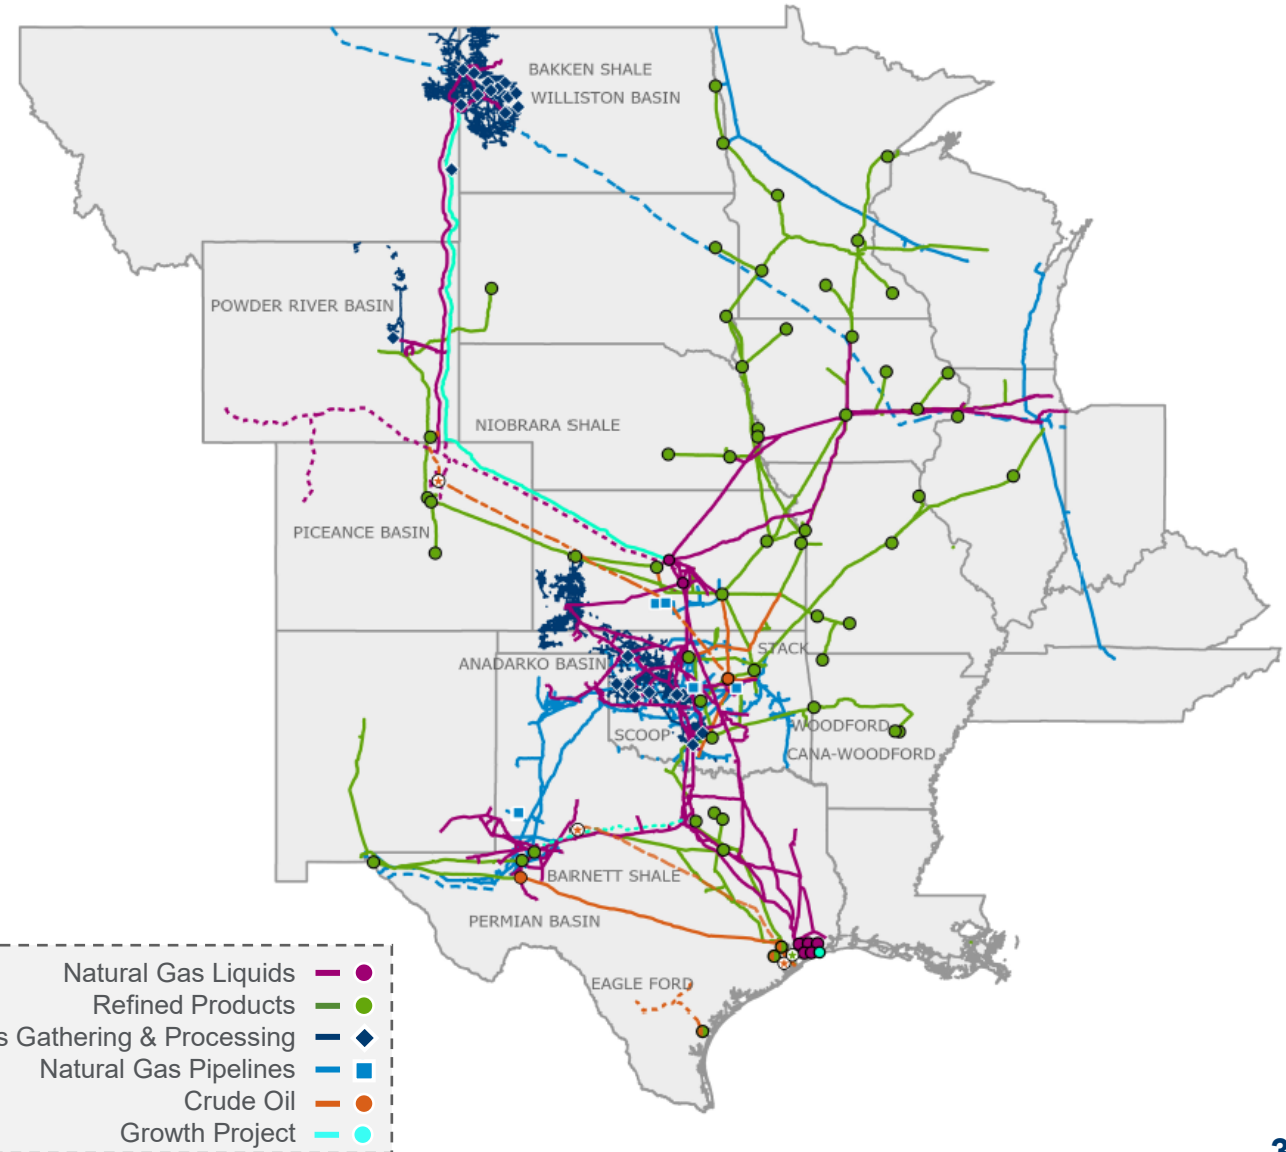 BAKKEN SHALE
WILLISTON BASIN
POWDER RIVER BASIN
NIOBRARA SHALE
PICEANCE BASIN
STACK
ANADARKO BASIN
WOODFORD
SCOOP
CANA-WOODFORD
BARNETT SHALE
PERMIAN BASIN
EAGLE FORD
Natural Gas Liquids
Refined Products
s Gathering & Processing
Natural Gas Pipelines
Crude Oil
Growth Project
3